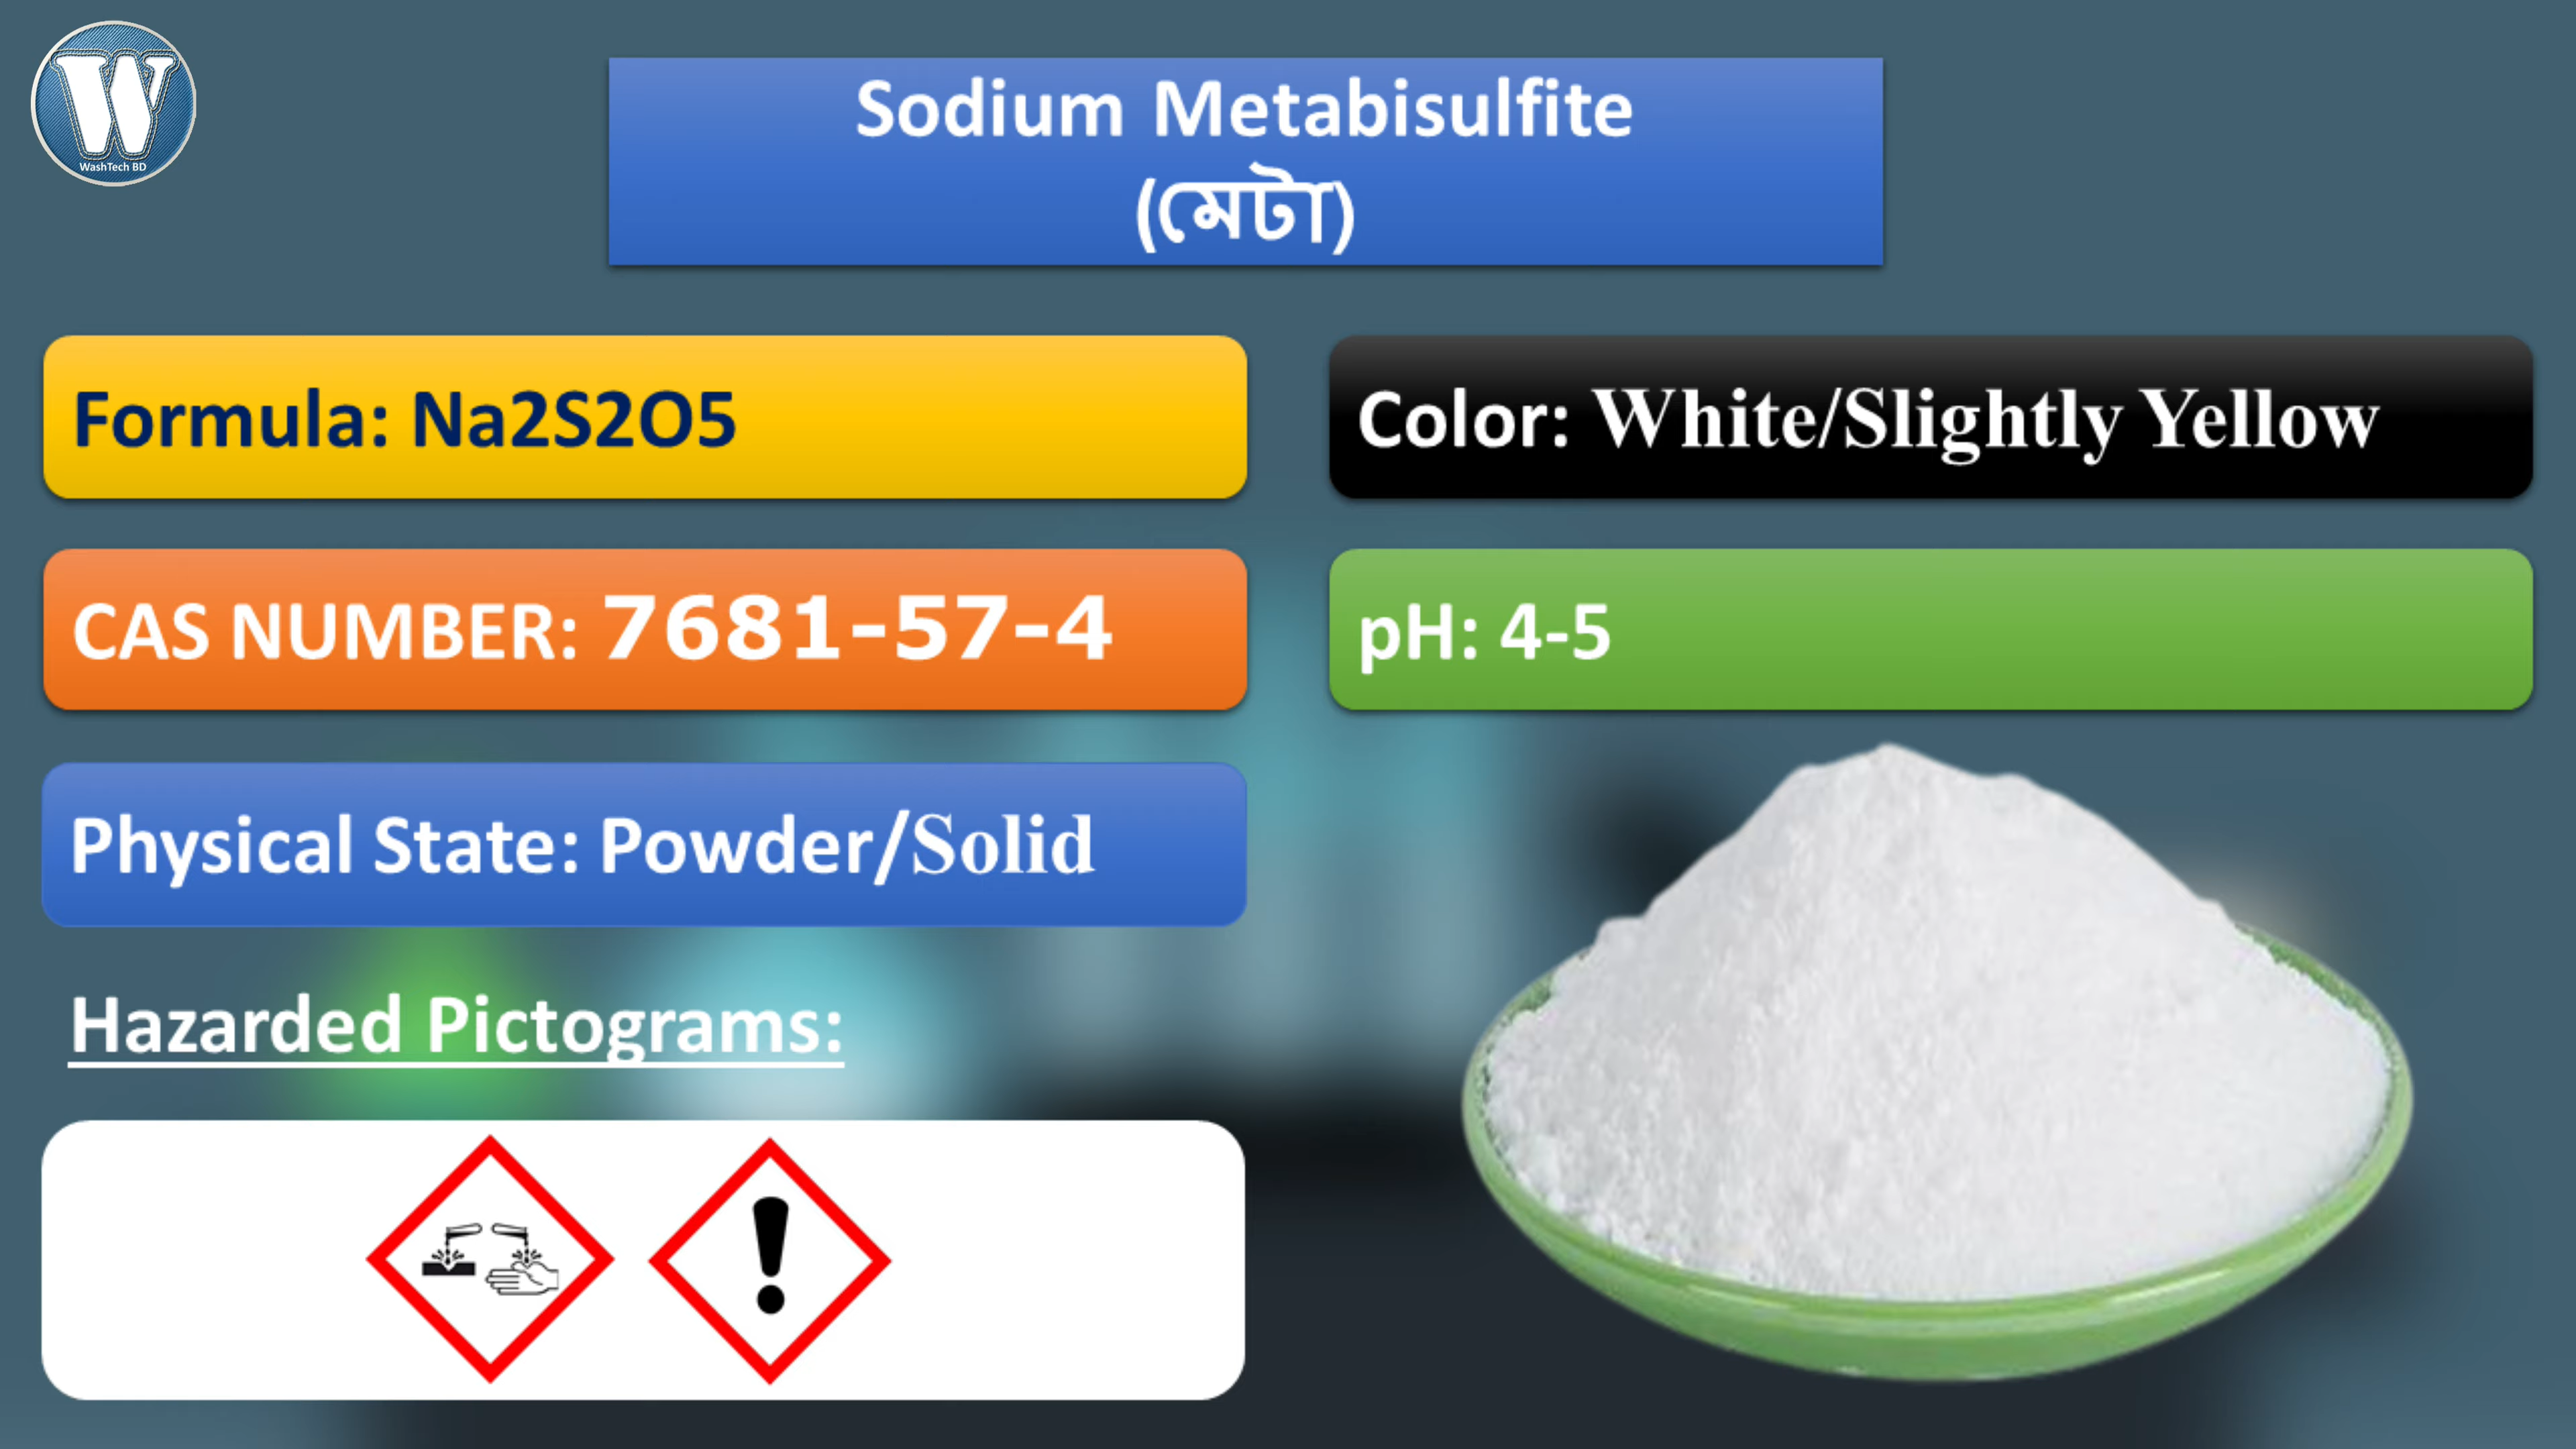 WashTech BD
Sodium Metabisulfite
(মেটা)
Formula: Na2S2O5
Color: White/Slightly Yellow
CAS NUMBER: 7681-57-4
pH: 4-5
Physical State: Powder/Solid
Hazarded Pictograms: